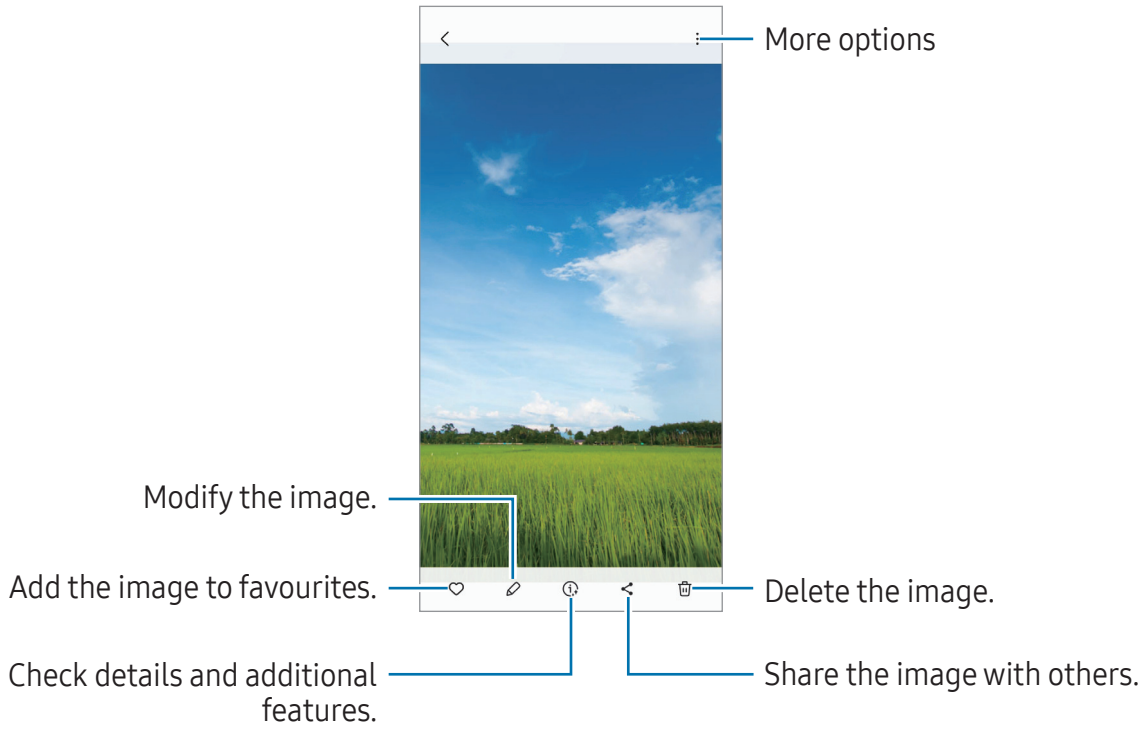 More options
Modify the image.
Add the image to favourites.
Delete the image.
Check details and additional
features.
Share the image with others.